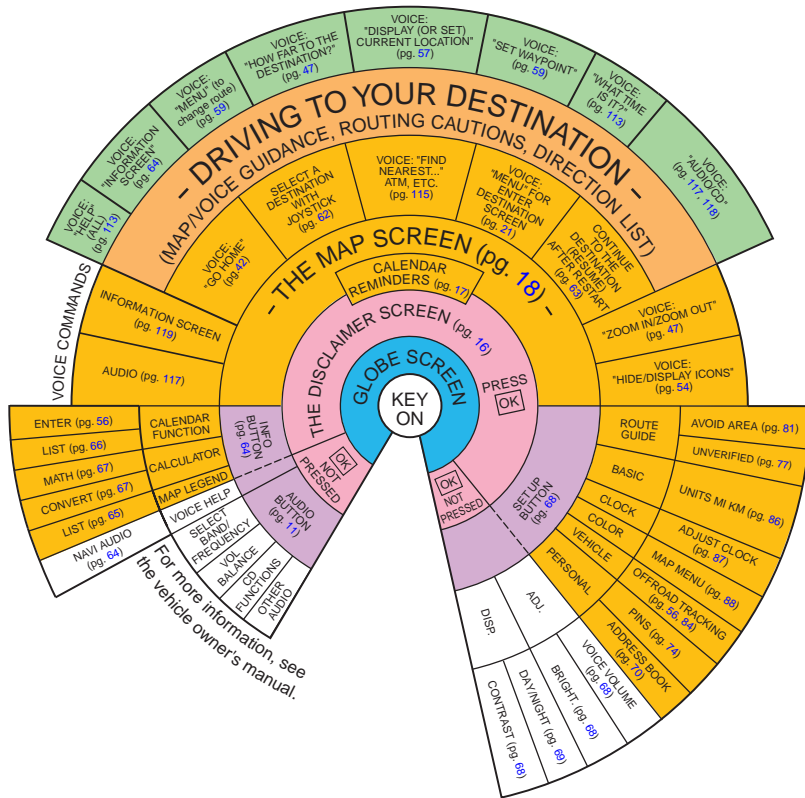 VOICE:
"HELP"
(ALL)
(pg. 113)
VOICE:
"INFORMATION
SCREEN"
(pg. 64)
VOICE:
"MENU" (to
change route)
(pg. 59)
VOICE:
"HOW FAR TO THE
DESTINATION?"
(pg. 47)
VOICE:
"DISPLAY (OR SET)
CURRENT LOCATION"
(pg. 57)
VOICE:
"SET WAYPOINT"
(pg. 59)
VOICE:
"WHAT TIME
IS IT?"
(pg. 113)
VOICE:
"AUDIO/CD"
(pg. 117, 118)
- DRIVING TO YOUR DESTINATION -
(MAP/VOICE GUIDANCE, ROUTING CAUTIONS, DIRECTION LIST)
VOICE:
"GO HOME"
(pg.42)
SELECT A
DESTINATION
WITH
JOYSTICK
(pg. 62)
VOICE: "FIND
NEAREST..."
ATM, ETC.
(pg. 115)
VOICE:
"MENU" FOR
ENTER
DESTINATION
SCREEN
(pg. 21)
CONTINUE
TO THE
DESTINATION
(RESUME)
AFTER RESTART
(pg. 63)
VOICE COMMANDS
INFORMATION SCREEN
(pg. 119)
AUDIO (pg. 117)
- THE MAP SCREEN (pg. 18) -
VOICE:
"ZOOM IN/ZOOM OUT"
(pg. 47)
VOICE:
"HIDE/DISPLAY ICONS"
(pg. 54)
CALENDAR
REMINDERS (pg. 17)
THE DISCLAIMER SCREEN (pg. 16)
PRESS
OK
GLOBE SCREEN
KEY
ON
OK
NOT
PRESSED
OK
NOT
PRESSED
INFO
BUTTON
(pg. 64)
AUDIO
BUTTON
(pg. 11)
CALENDAR
FUNCTION
CALCULATOR
MAP LEGEND
VOICE HELP
SELECT
BAND/
FREQUENCY
VOL
BALANCE
CD
FUNCTIONS
OTHER
AUDIO
ENTER (pg. 56)
LIST (pg. 66)
MATH (pg. 67)
CONVERT (pg. 67)
LIST (pg. 65)
NAVI AUDIO
(pg. 64)
For more information, see
the vehicle owner's manual.
SET UP
BUTTON
(pg. 68)
ROUTE
GUIDE
BASIC
CLOCK
COLOR
VEHICLE
PERSONAL
ADJ.
DISP.
AVOID AREA (pg. 81)
UNVERIFIED (pg. 77)
UNITS MI KM
(pg. 86)
ADJUST CLOCK
(pg. 87)
MAP MENU (pg. 88)
OFFROAD TRACKING
(pg. 56, 84)
PINS (pg. 74)
ADDRESS BOOK
(pg. 70)
VOICE VOLUME
(pg. 68)
BRIGHT. (pg. 68)
DAY/NIGHT
(pg. 69)
CONTRAST (pg. 68)